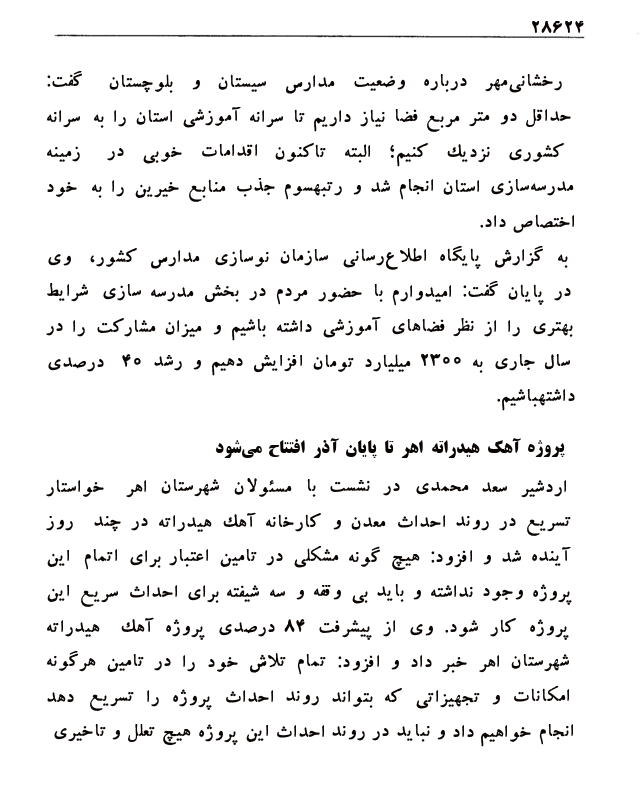 ۲۸۶۲۴
رخشانی‌مهر درباره وضعیت مدارس سیستان و بلوچستان گفت:
حداقل دو متر مربع فضا نیاز داریم تا سرانه آموزشی استان را به سرانه
کشوری نزدیك کنیم؛ البته تاکنون اقدامات خوبی در زمینه
مدرسه‌سازی استان انجام شد و رتبهسوم جذب منابع خیرین را به خود
اختصاص داد.
به گزارش پایگاه اطلاع‌رسانی سازمان نوسازی مدارس کشور، وی
در پایان گفت: امیدوارم با حضور مردم در بخش مدرسه سازی شرایط
بهتری را از نظر فضاهای آموزشی داشته باشیم و میزان مشارکت را در
سال جاری به ۲۳۰۰ میلیارد تومان افزایش دهیم و رشد ۴۰ درصدی
داشتهباشیم.
پروژه آهک هیدراته اهر تا پایان آذر افتتاح می‌شود
اردشیر سعد محمدی در نشست با مسئولان شهرستان اهر خواستار
تسریع در روند احداث معدن و کارخانه آهك هیدراته در چند روز
آینده شد و افزود: هیچ گونه مشکلی در تامین اعتبار برای اتمام این
پروژه وجود نداشته و باید بی وقفه و سه شیفته برای احداث سریع این
پروژه کار شود. وی از پیشرفت ۸۴ درصدی پروژه آهك هیدراته
شهرستان اهر خبر داد و افزود: تمام تلاش خود را در تامین هرگونه
امکانات و تجهیزاتی که بتواند روند احداث پروژه را تسریع دهد
انجام خواهیم داد و نباید در روند احداث این پروژه هیچ تعلل و تاخیری